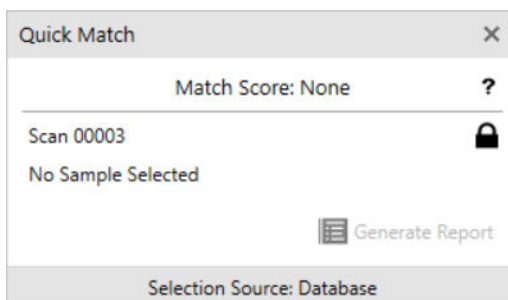 Quick Match
Match Score: None ?
Scan 00003
No Sample Selected
Generate Report
Selection Source: Database